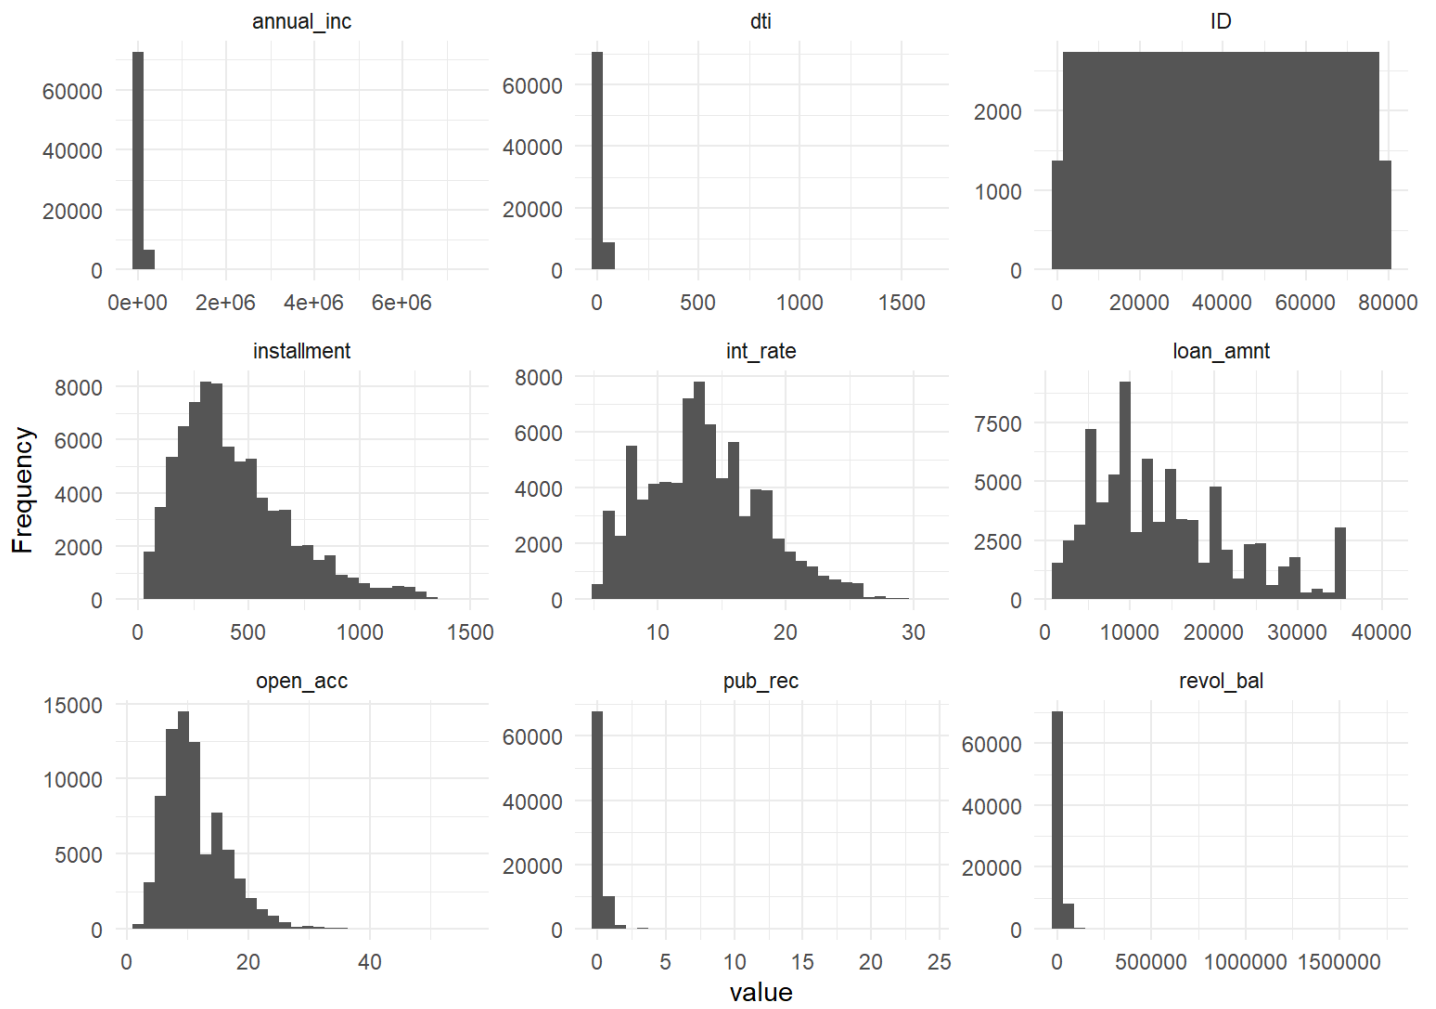 annual_inc
dti
ID
60000
40000
20000
0
0e+00 2e+06 4e+06 6e+06
60000
40000
20000
0
0 500 1000 1500
2000
1000
0
0 20000 40000 60000 80000
installment
int_rate
loan_amnt
Frequency
8000
6000
4000
2000
0
0 500 1000 1500
8000
6000
4000
2000
0
10 20 30
7500
5000
2500
0
0 10000 20000 30000 40000
open_acc
pub_rec
revol_bal
15000
10000
5000
0
0 20 40
60000
40000
20000
0
0 5 10 15 20 25
60000
40000
20000
0
0 500000 1000000 1500000
value